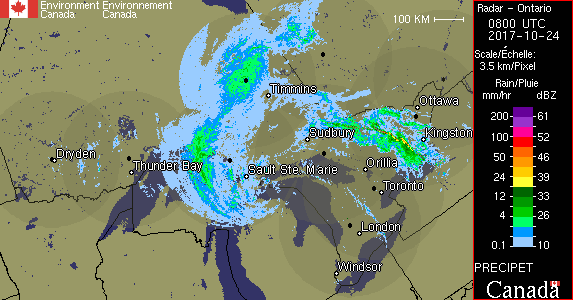 Environment Environnement
Canada Canada
100 KM
Timmins
Ottawa
Sudbury
Kingston
Dryden
Thunder Bay
Sault Ste. Marie
Orillia
Toronto
London
Windsor
Radar - Ontario
0800 UTC
2017-10-24
Scale/Échelle:
3.5 km/Pixel
Rain/Pluie
mm/hr dBZ
200 61
100 52
50 46
24 39
12 33
4 26
0.1 10
PRECIPET
Canada